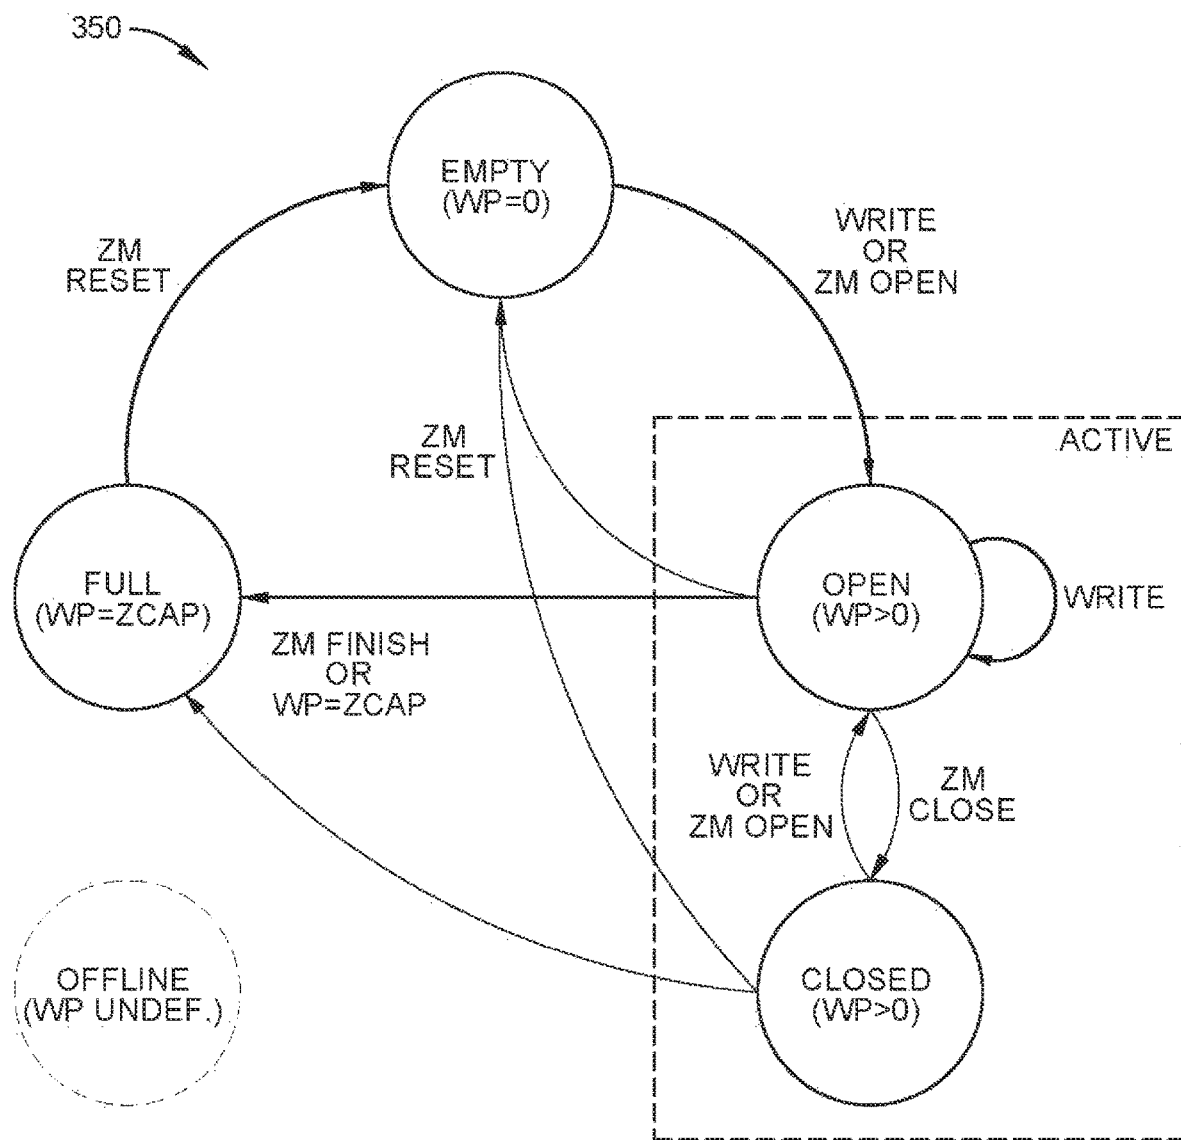 350
EMPTY
(WP=0)
WRITE
OR
ZM OPEN
ZM
RESET
ZM
RESET
ACTIVE
FULL
(WP=ZCAP)
OPEN
(WP>0)
WRITE
ZM FINISH
OR
WP=ZCAP
WRITE
OR
ZM OPEN
ZM
CLOSE
OFFLINE
(WP UNDEF.)
CLOSED
(WP>0)